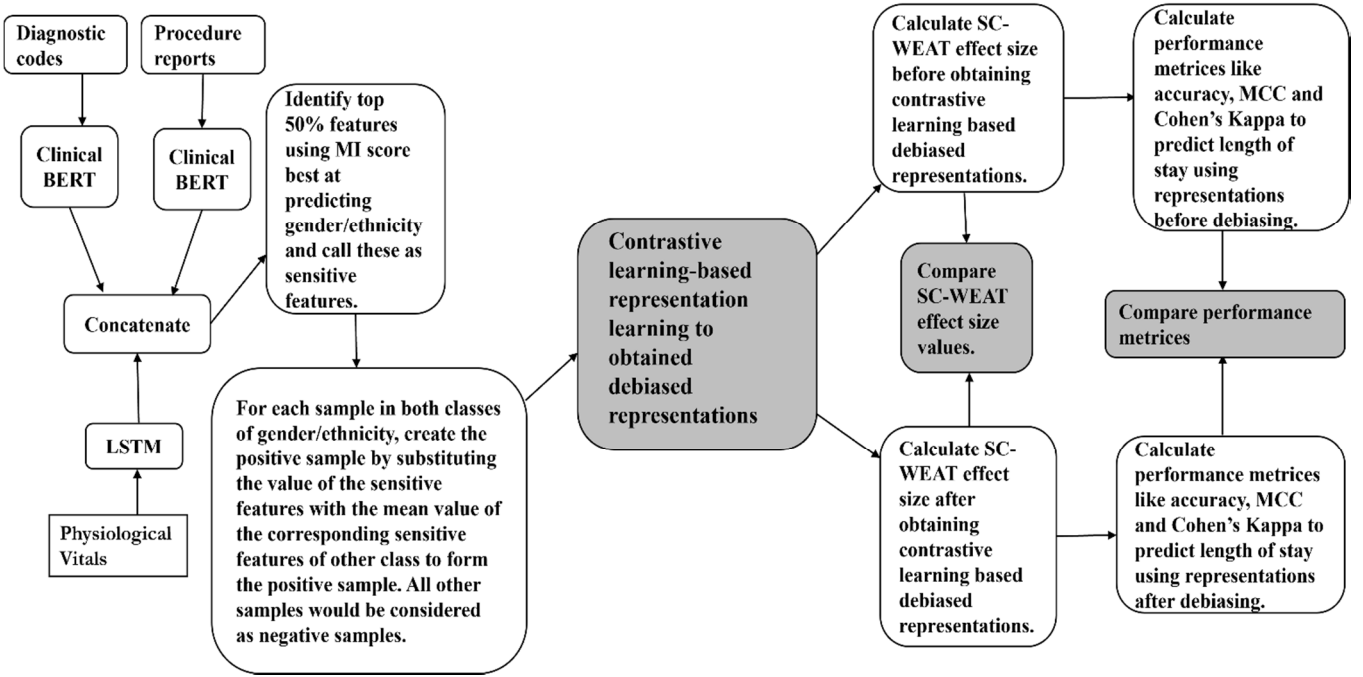 Diagnostic
codes
Procedure
reports
Clinical
BERT
Clinical
BERT
Concatenate
LSTM
Physiological
Vitals
Identify top
50% features
using MI score
best at
predicting
gender/ethnicity
and call these as
sensitive
features.
For each sample in both classes
of gender/ethnicity, create the
positive sample by substituting
the value of the sensitive
features with the mean value of
the corresponding sensitive
features of other class to form
the positive sample. All other
samples would be considered
as negative samples.
Contrastive
learning-based
representation
learning to
obtained
debiased
representations
Calculate SC-
WEAT effect size
before obtaining
contrastive
learning based
debiased
representations.
Calculate
performance
metrices like
accuracy, MCC and
Cohen's Kappa to
predict length of
stay using
representations
before debiasing.
Compare
SC-WEAT
effect size
values.
Compare performance
metrices
Calculate SC-
WEAT effect
size after
obtaining
contrastive
learning based
debiased
representations.
Calculate
performance metrices
like accuracy, MCC
and Cohen's Kappa to
predict length of stay
using representations
after debiasing.